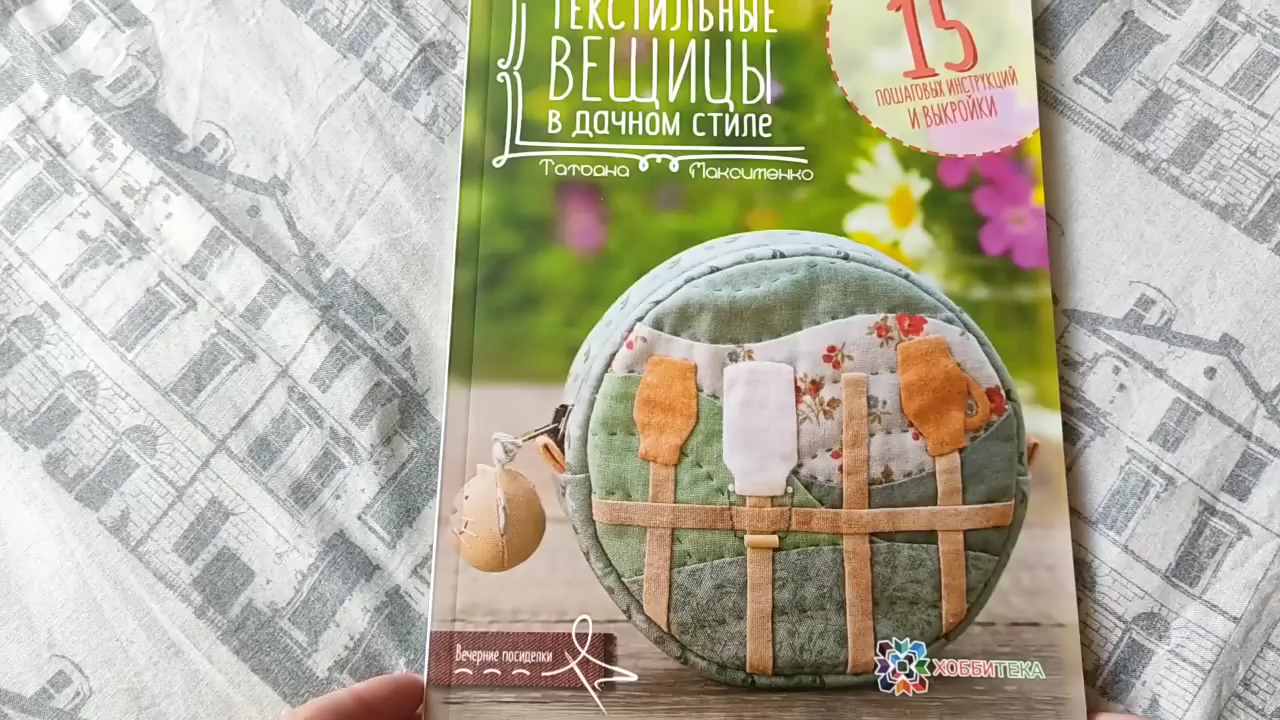 ТЕКСТИЛЬНЫЕ
ВЕЩИЦЫ
в дачном стиле
Татьяна Максименко
15
ПОШАГОВЫХ ИНСТРУКЦИЙ
И ВЫКРОЙКИ
Вечерние посиделки
ХОББИТЕКА